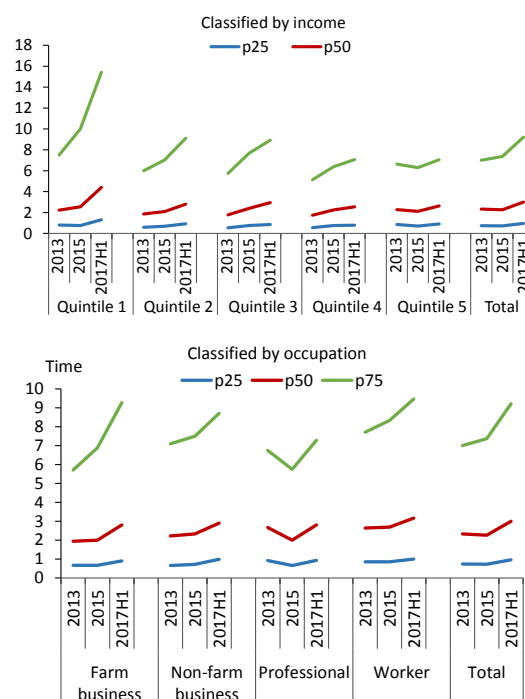 Classified by income
p25 p50
18
16
14
12
10
8
6
4
2
0
2013 2015 2017H1 2013 2015 2017H1 2013 2015 2017H1 2013 2015 2017H1 2013 2015 2017H1 2013 2015 2017H1
Quintile 1 Quintile 2 Quintile 3 Quintile 4 Quintile 5 Total
Classified by occupation
Time
p25 p50 p75
10
9
8
7
6
5
4
3
2
1
0
2013 2015 2017H1 2013 2015 2017H1 2013 2015 2017H1 2013 2015 2017H1 2013 2015 2017H1
Farm Non-farm Professional Worker Total
business business